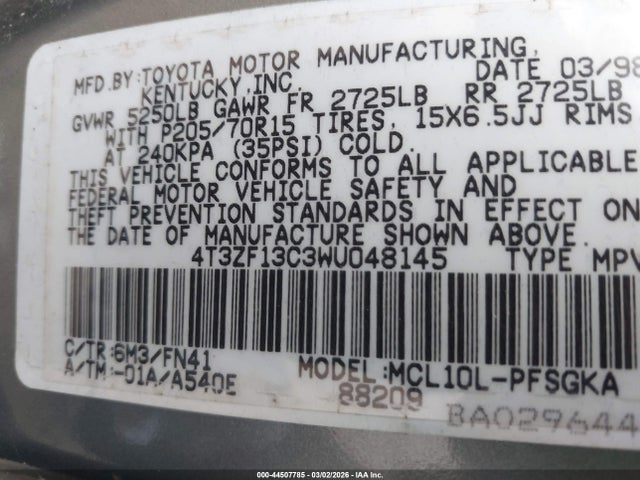 MFD.BY:TOYOTA MOTOR MANUFACTURING,
KENTUCKY,INC. DATE 03/98
GVWR 5250LB GAWR FR 2725LB RR 2725LB
WITH P205/70R15 TIRES, 15X6.5JJ RIMS
AT 240KPA (35PSI) COLD.
THIS VEHICLE CONFORMS TO ALL APPLICABLE
FEDERAL MOTOR VEHICLE SAFETY AND
THEFT PREVENTION STANDARDS IN EFFECT ON
THE DATE OF MANUFACTURE SHOWN ABOVE.
4T3ZF13C3WU048145 TYPE MPV
C/TR:6M3/FN41 MODEL:MCL10L-PFSGKA
A/TM:-01A/A540E 88209
BA029644
000-44507785 | 03/02/2026 - IAAI, Inc.